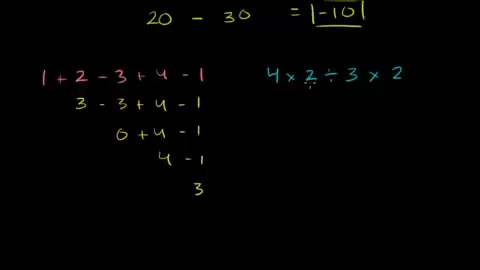 20 - 30 = |-10|
1 + 2 - 3 + 4 - 1
3 - 3 + 4 - 1
0 + 4 - 1
4 - 1
3
4 × 2 ÷ 3 × 2